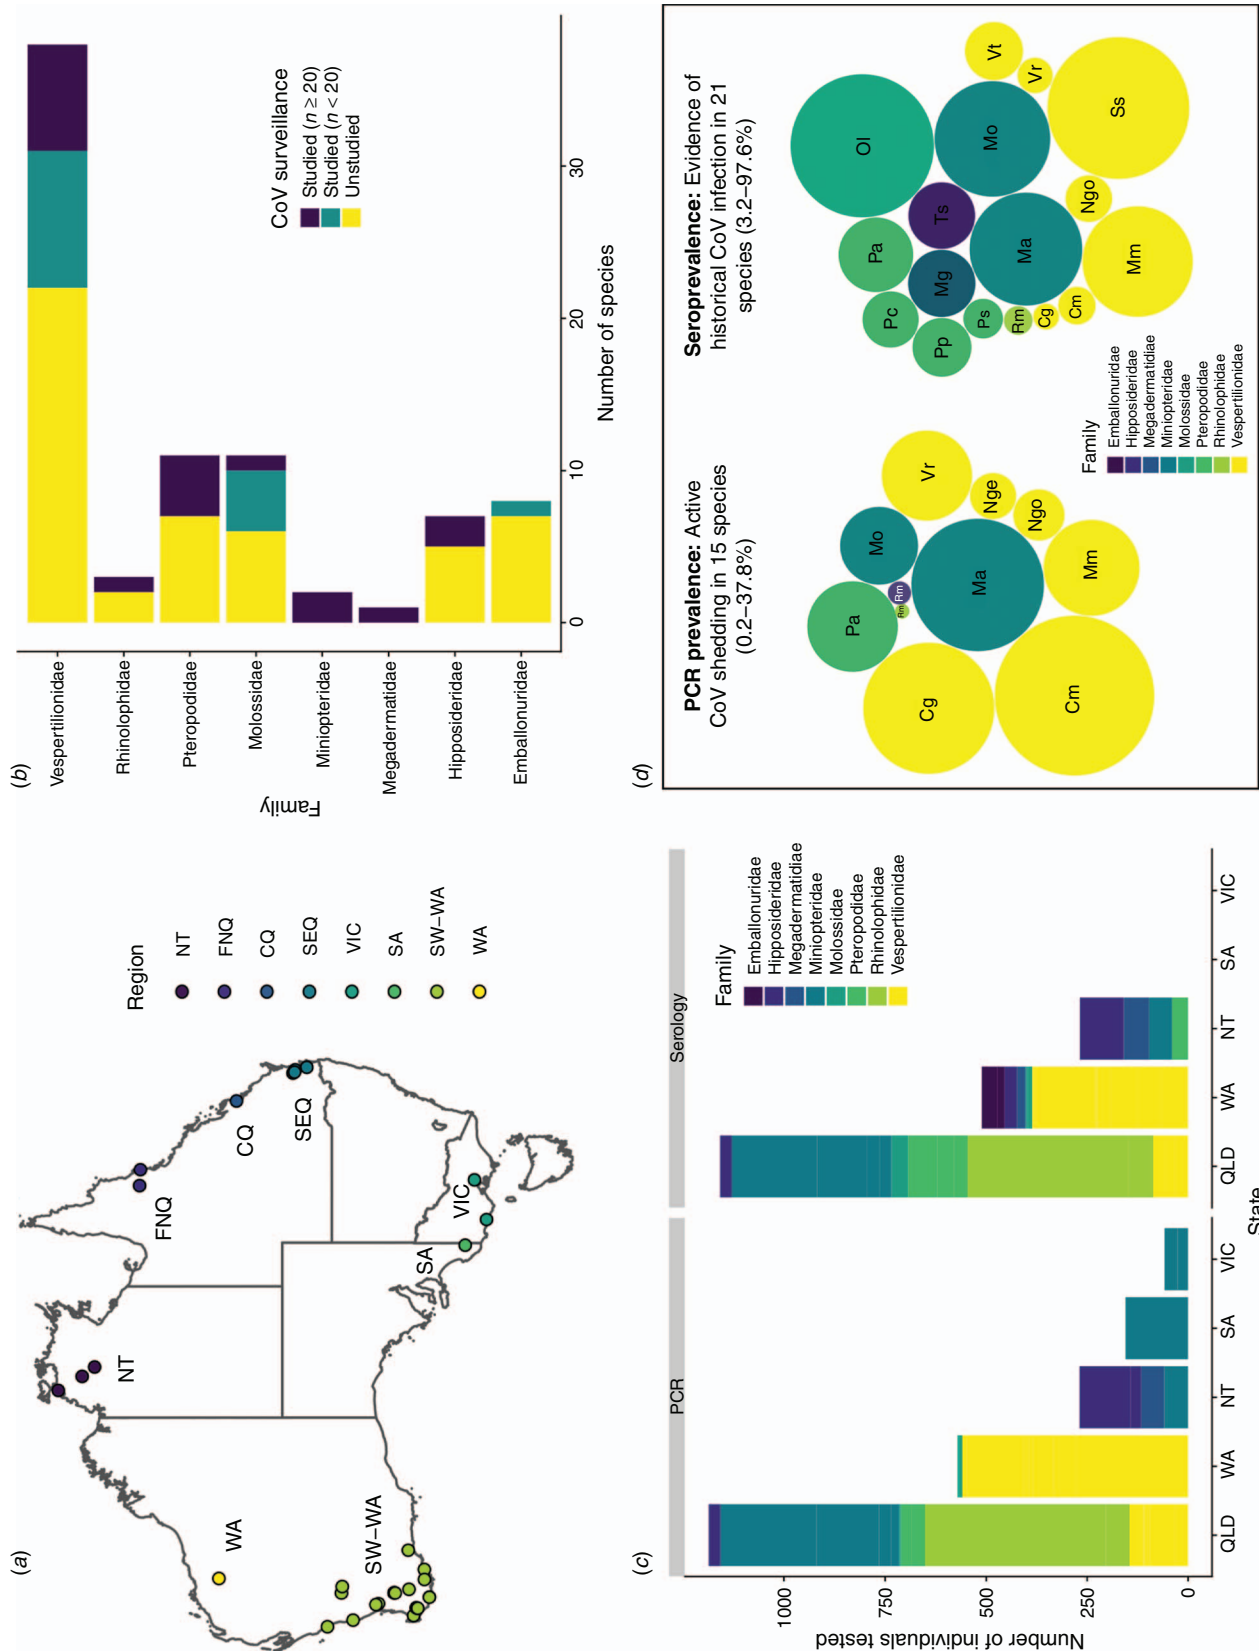 (a)
NT
FNQ
CQ
SEQ
VIC
SA
WA
SW–WA
Region
NT
FNQ
CQ
SEQ
VIC
SA
SW–WA
WA
(b)
Family
Vespertilionidae
Rhinolophidae
Pteropodidae
Molossidae
Miniopteridae
Megadermatidae
Hipposideridae
Emballonuridae
0
10
20
30
Number of species
CoV surveillance
Studied (n ≥ 20)
Studied (n < 20)
Unstudied
(c)
PCR
Serology
Number of individuals tested
1000
750
500
250
0
QLD
WA
NT
SA
VIC
QLD
WA
NT
SA
VIC
State
Family
Emballonuridae
Hipposideridae
Megadermatidiae
Miniopteridae
Molossidae
Pteropodidae
Rhinolophidae
Vespertilionidae
(d)
PCR prevalence: Active
CoV shedding in 15 species
(0.2–37.8%)
Pa
Mo
Vr
Rm
Rm
Cg
Ma
Nge
Ngo
Cm
Mm
Seroprevalence: Evidence of
historical CoV infection in 21
species (3.2–97.6%)
Ol
Pa
Pc
Pp
Mg
Ts
Mo
Vt
Vr
Ps
Rm
Cg
Cm
Ma
Ngo
Ss
Mm
Family
Emballonuridae
Hipposideridae
Megadermatidiae
Miniopteridae
Molossidae
Pteropodidae
Rhinolophidae
Vespertilionidae